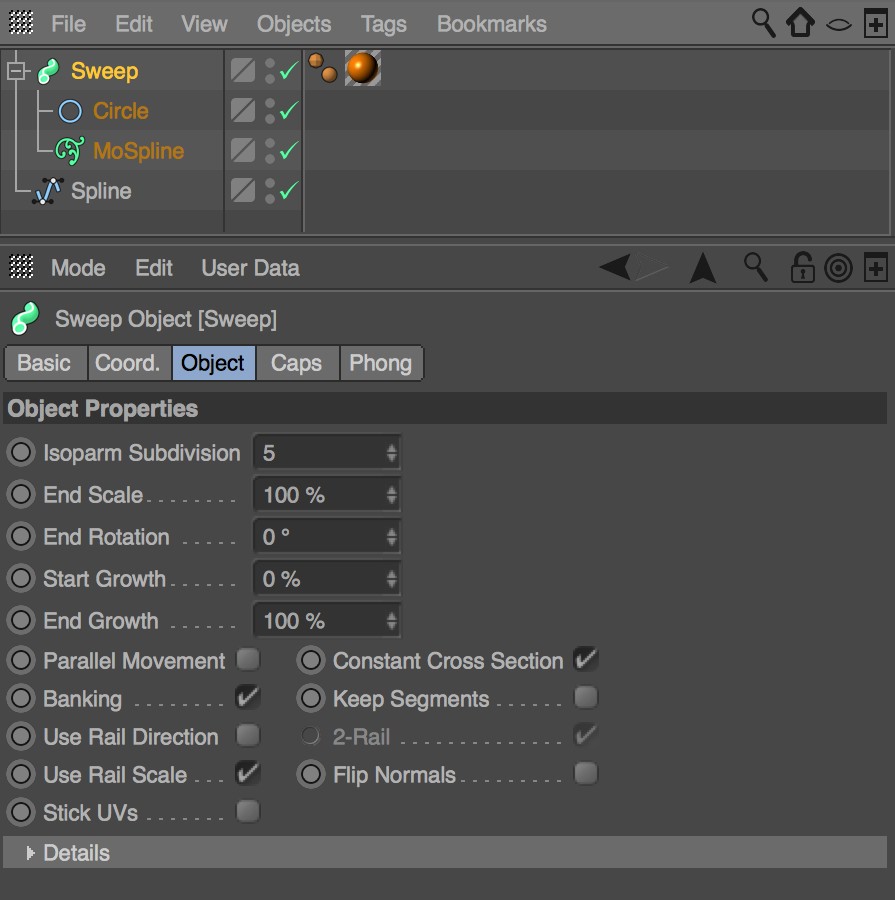 File Edit View Objects Tags Bookmarks
Sweep
Circle
MoSpline
Spline
Mode Edit User Data
Sweep Object [Sweep]
Basic Coord. Object Caps Phong
Object Properties
Isoparm Subdivision 5
End Scale . . . . . . . . 100 %
End Rotation . . . . . 0 °
Start Growth . . . . . . 0 %
End Growth . . . . . . 100 %
Parallel Movement Constant Cross Section
Banking . . . . . . . Keep Segments . . . . . .
Use Rail Direction 2-Rail . . . . . . . . . . . . .
Use Rail Scale . . . Flip Normals . . . . . . . .
Stick UVs . . . . . .
Details